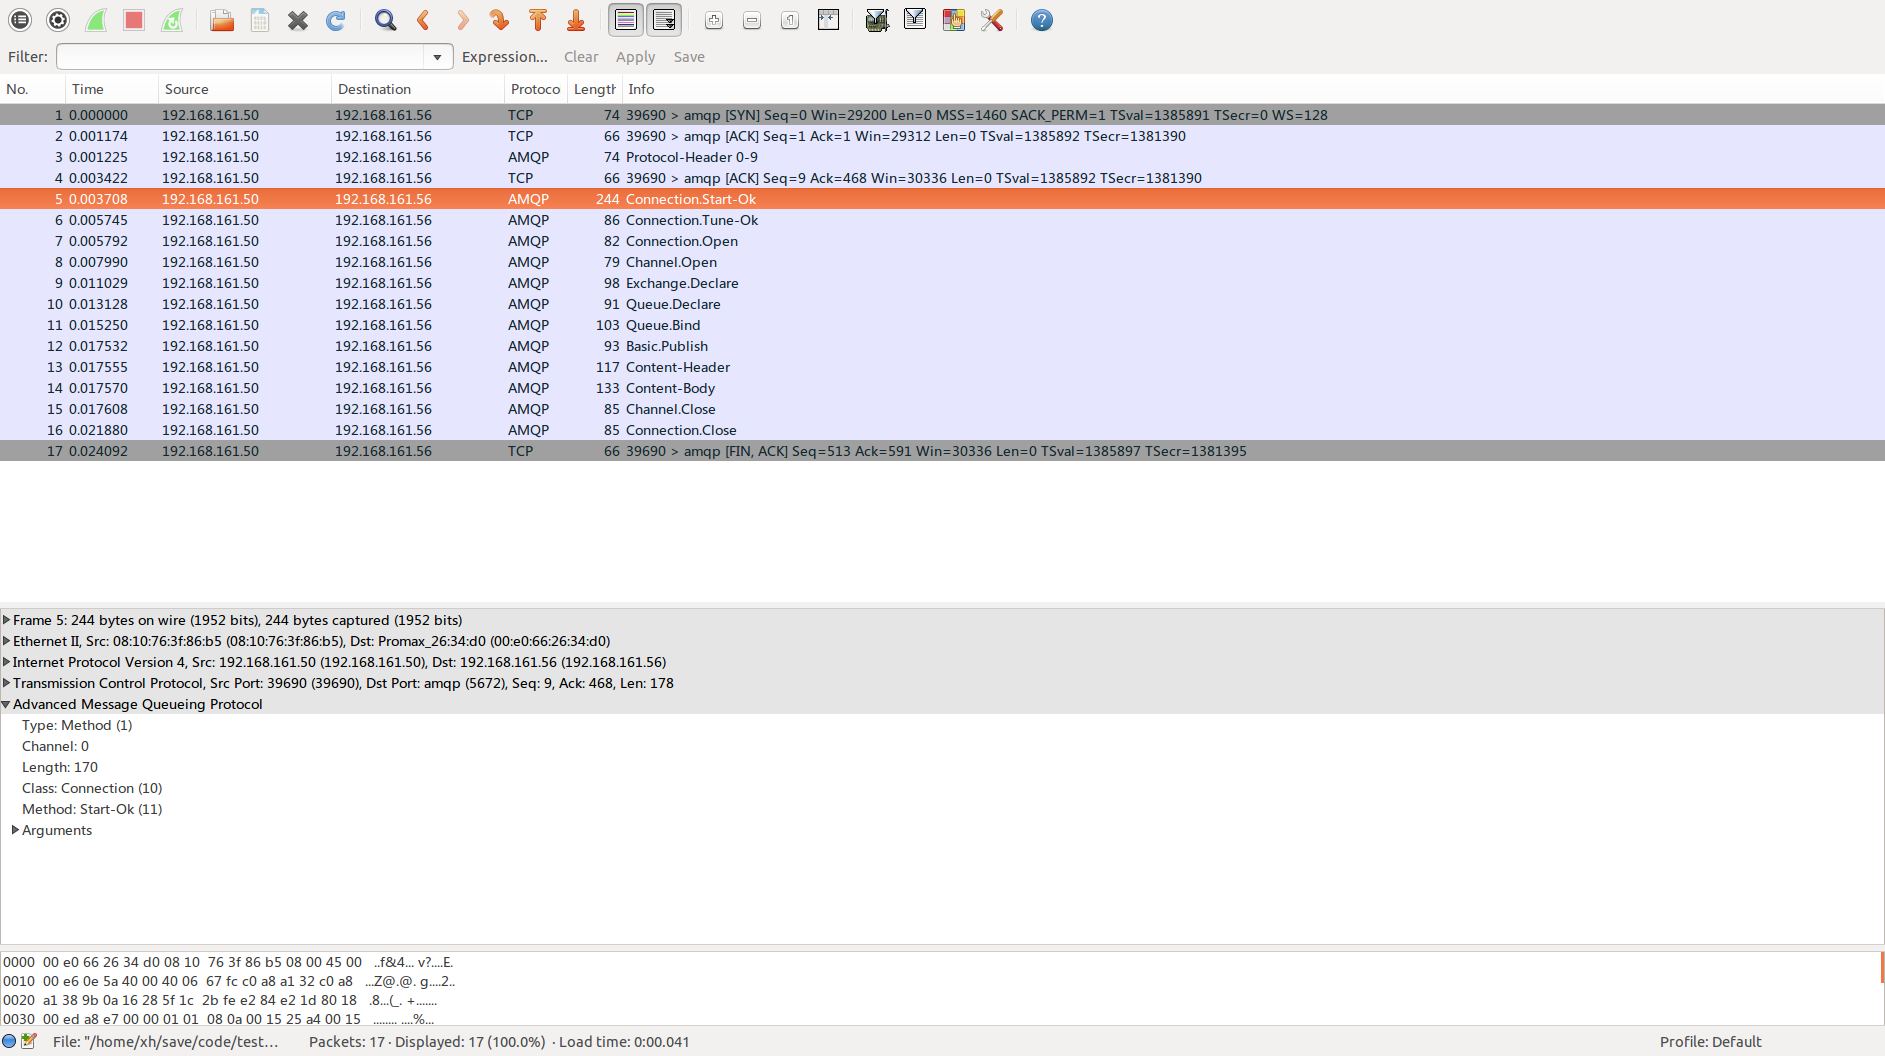 Filter: Expression... Clear Apply Save
No. Time Source Destination Protoco Length Info
1 0.000000 192.168.161.50 192.168.161.56 TCP 74 39690 > amqp [SYN] Seq=0 Win=29200 Len=0 MSS=1460 SACK_PERM=1 TSval=1385891 TSecr=0 WS=128
2 0.001174 192.168.161.50 192.168.161.56 TCP 66 39690 > amqp [ACK] Seq=1 Ack=1 Win=29312 Len=0 TSval=1385892 TSecr=1381390
3 0.001225 192.168.161.50 192.168.161.56 AMQP 74 Protocol-Header 0-9
4 0.003422 192.168.161.50 192.168.161.56 TCP 66 39690 > amqp [ACK] Seq=9 Ack=468 Win=30336 Len=0 TSval=1385892 TSecr=1381390
5 0.003708 192.168.161.50 192.168.161.56 AMQP 244 Connection.Start-Ok
6 0.005745 192.168.161.50 192.168.161.56 AMQP 86 Connection.Tune-Ok
7 0.005792 192.168.161.50 192.168.161.56 AMQP 82 Connection.Open
8 0.007990 192.168.161.50 192.168.161.56 AMQP 79 Channel.Open
9 0.011029 192.168.161.50 192.168.161.56 AMQP 98 Exchange.Declare
10 0.013128 192.168.161.50 192.168.161.56 AMQP 91 Queue.Declare
11 0.015250 192.168.161.50 192.168.161.56 AMQP 103 Queue.Bind
12 0.017532 192.168.161.50 192.168.161.56 AMQP 93 Basic.Publish
13 0.017555 192.168.161.50 192.168.161.56 AMQP 117 Content-Header
14 0.017570 192.168.161.50 192.168.161.56 AMQP 133 Content-Body
15 0.017608 192.168.161.50 192.168.161.56 AMQP 85 Channel.Close
16 0.021880 192.168.161.50 192.168.161.56 AMQP 85 Connection.Close
17 0.024092 192.168.161.50 192.168.161.56 TCP 66 39690 > amqp [FIN, ACK] Seq=513 Ack=591 Win=30336 Len=0 TSval=1385897 TSecr=1381395
Frame 5: 244 bytes on wire (1952 bits), 244 bytes captured (1952 bits)
Ethernet II, Src: 08:10:76:3f:86:b5 (08:10:76:3f:86:b5), Dst: Promax_26:34:d0 (00:e0:66:26:34:d0)
Internet Protocol Version 4, Src: 192.168.161.50 (192.168.161.50), Dst: 192.168.161.56 (192.168.161.56)
Transmission Control Protocol, Src Port: 39690 (39690), Dst Port: amqp (5672), Seq: 9, Ack: 468, Len: 178
Advanced Message Queueing Protocol
Type: Method (1)
Channel: 0
Length: 170
Class: Connection (10)
Method: Start-Ok (11)
Arguments
0000 00 e0 66 26 34 d0 08 10 76 3f 86 b5 08 00 45 00 ..f&4... v?....E.
0010 00 e6 0e 5a 40 00 40 06 67 fc c0 a8 a1 32 c0 a8 ...Z@.@. g....2..
0020 a1 38 9b 0a 16 28 5f 1c 2b fe e2 84 e2 1d 80 18 .8...(_. +.......
0030 00 ed a8 e7 00 00 01 01 08 0a 00 15 25 a4 00 15 ........ ....%...
File: "/home/xh/save/code/test... Packets: 17 · Displayed: 17 (100.0%) · Load time: 0:00.041 Profile: Default